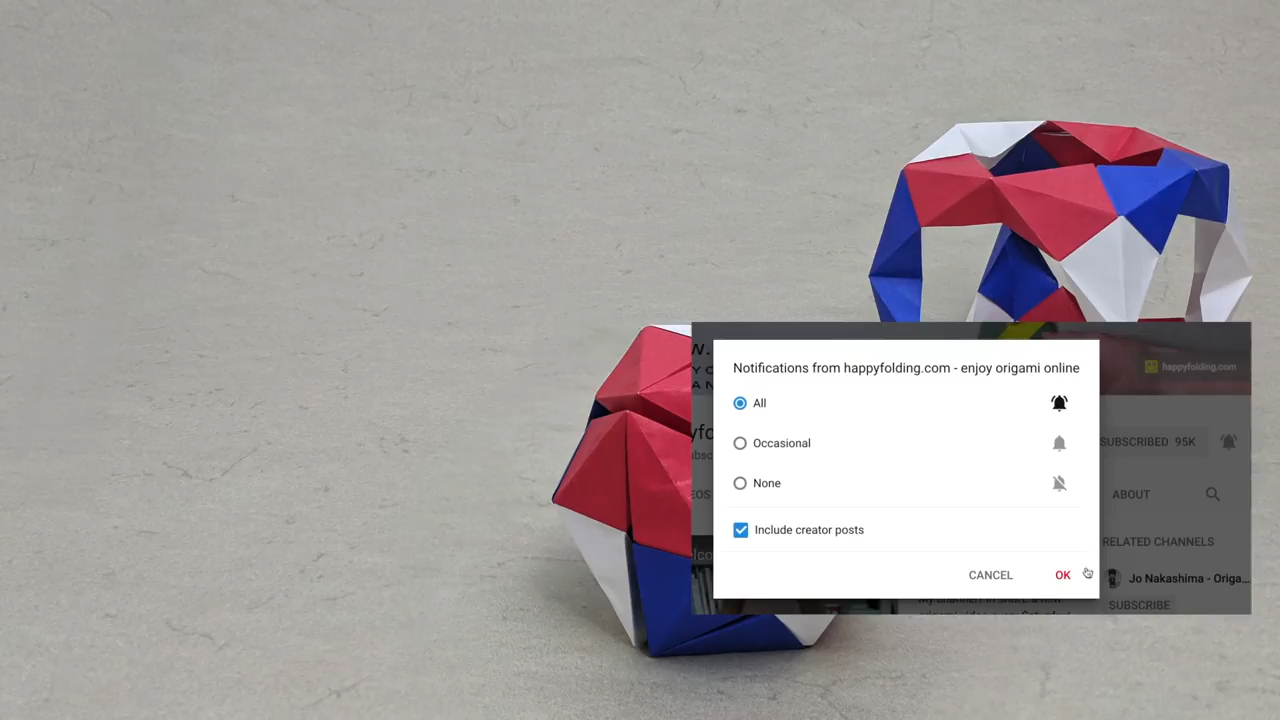 Notifications from happyfolding.com - enjoy origami online
All
Occasional
None
Include creator posts
CANCEL OK
happyfolding.com
SUBSCRIBED 95K
ABOUT
RELATED CHANNELS
Jo Nakashima - Origa...
SUBSCRIBE